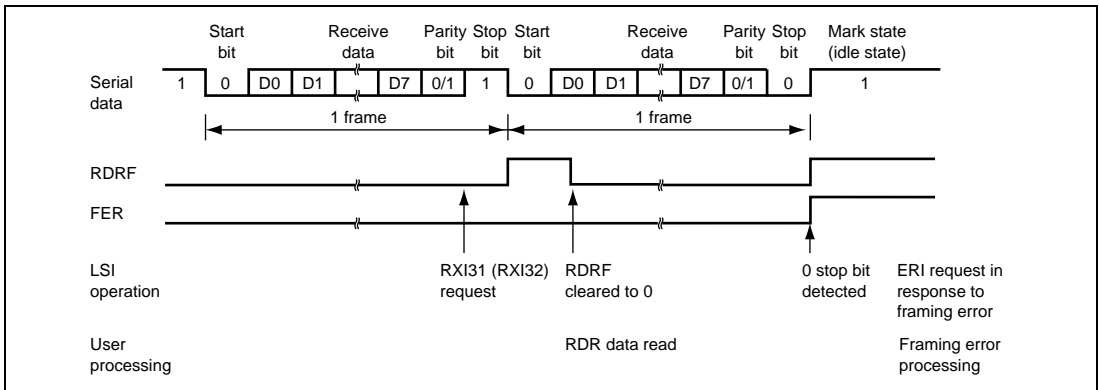 Start bit Receive data Parity bit Stop bit Start bit Receive data Parity bit Stop bit Mark state (idle state)
Serial data 1 0 D0 D1 D7 0/1 1 0 D0 D1 D7 0/1 0 1
1 frame 1 frame
RDRF
FER
LSI operation RXI31 (RXI32) request RDRF cleared to 0 0 stop bit detected ERI request in response to framing error
User processing RDR data read Framing error processing